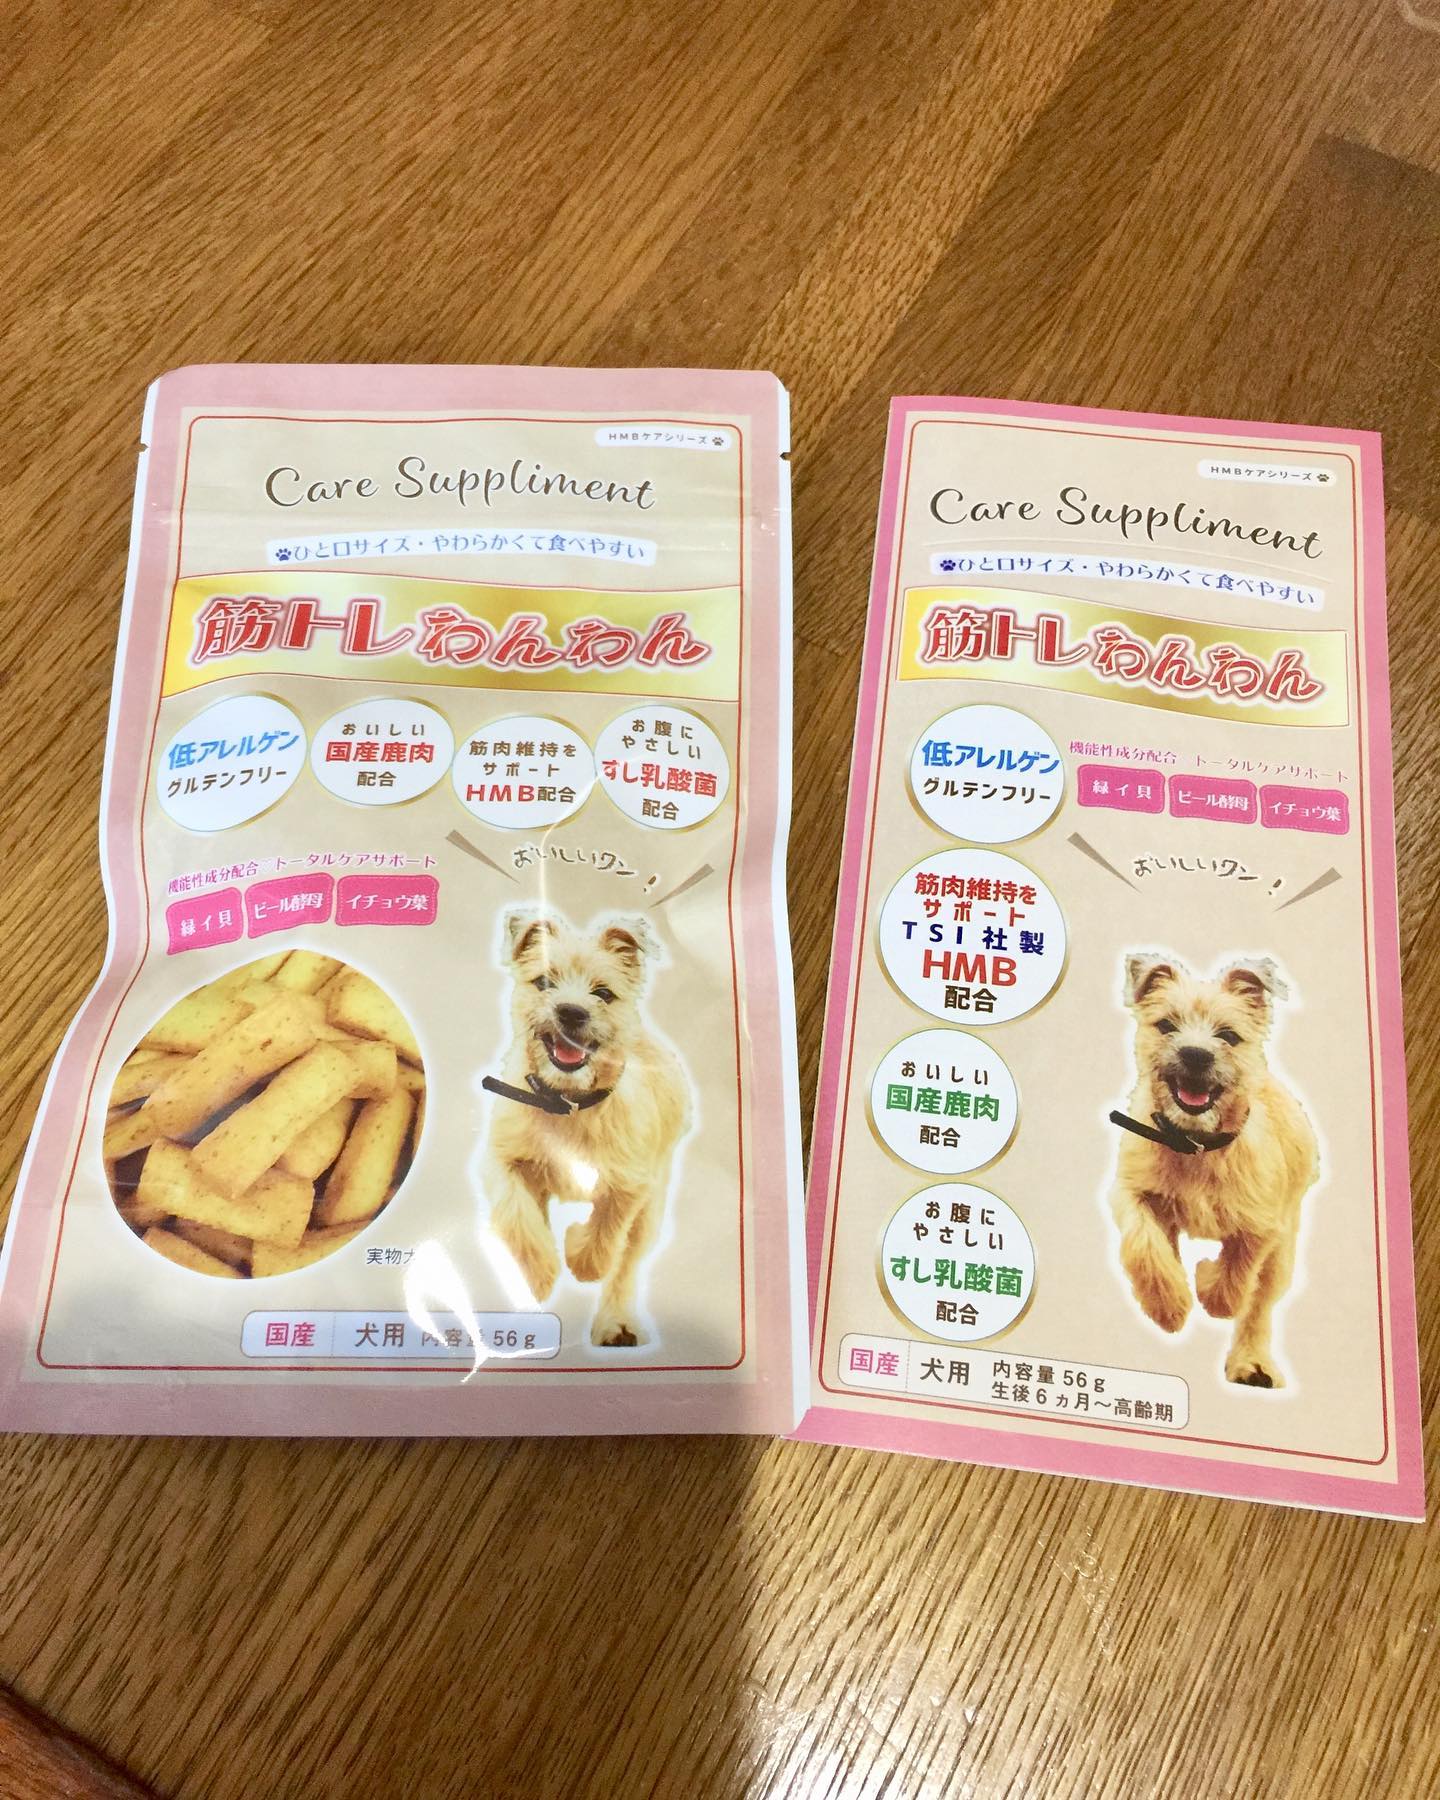 HMBケアシリーズ
Care Suppliment
ひと口サイズ・やわらかくて食べやすい
筋トレわんわん
低アレルゲン
グルテンフリー
おいしい
国産鹿肉
配合
筋肉維持を
サポート
HMB配合
お腹に
やさしい
すし乳酸菌
配合
機能性成分配合 トータルケアサポート
緑イ貝
ビール酵母
イチョウ葉
おいしいワン!
実物大
国産 犬用 内容量 56g
HMBケアシリーズ
Care Suppliment
ひと口サイズ・やわらかくて食べやすい
筋トレわんわん
低アレルゲン
グルテンフリー
機能性成分配合 トータルケアサポート
緑イ貝
ビール酵母
イチョウ葉
おいしいワン!
筋肉維持を
サポート
TSI社製
HMB
配合
おいしい
国産鹿肉
配合
お腹に
やさしい
すし乳酸菌
配合
国産 犬用 内容量 56g
生後6ヵ月〜高齢期